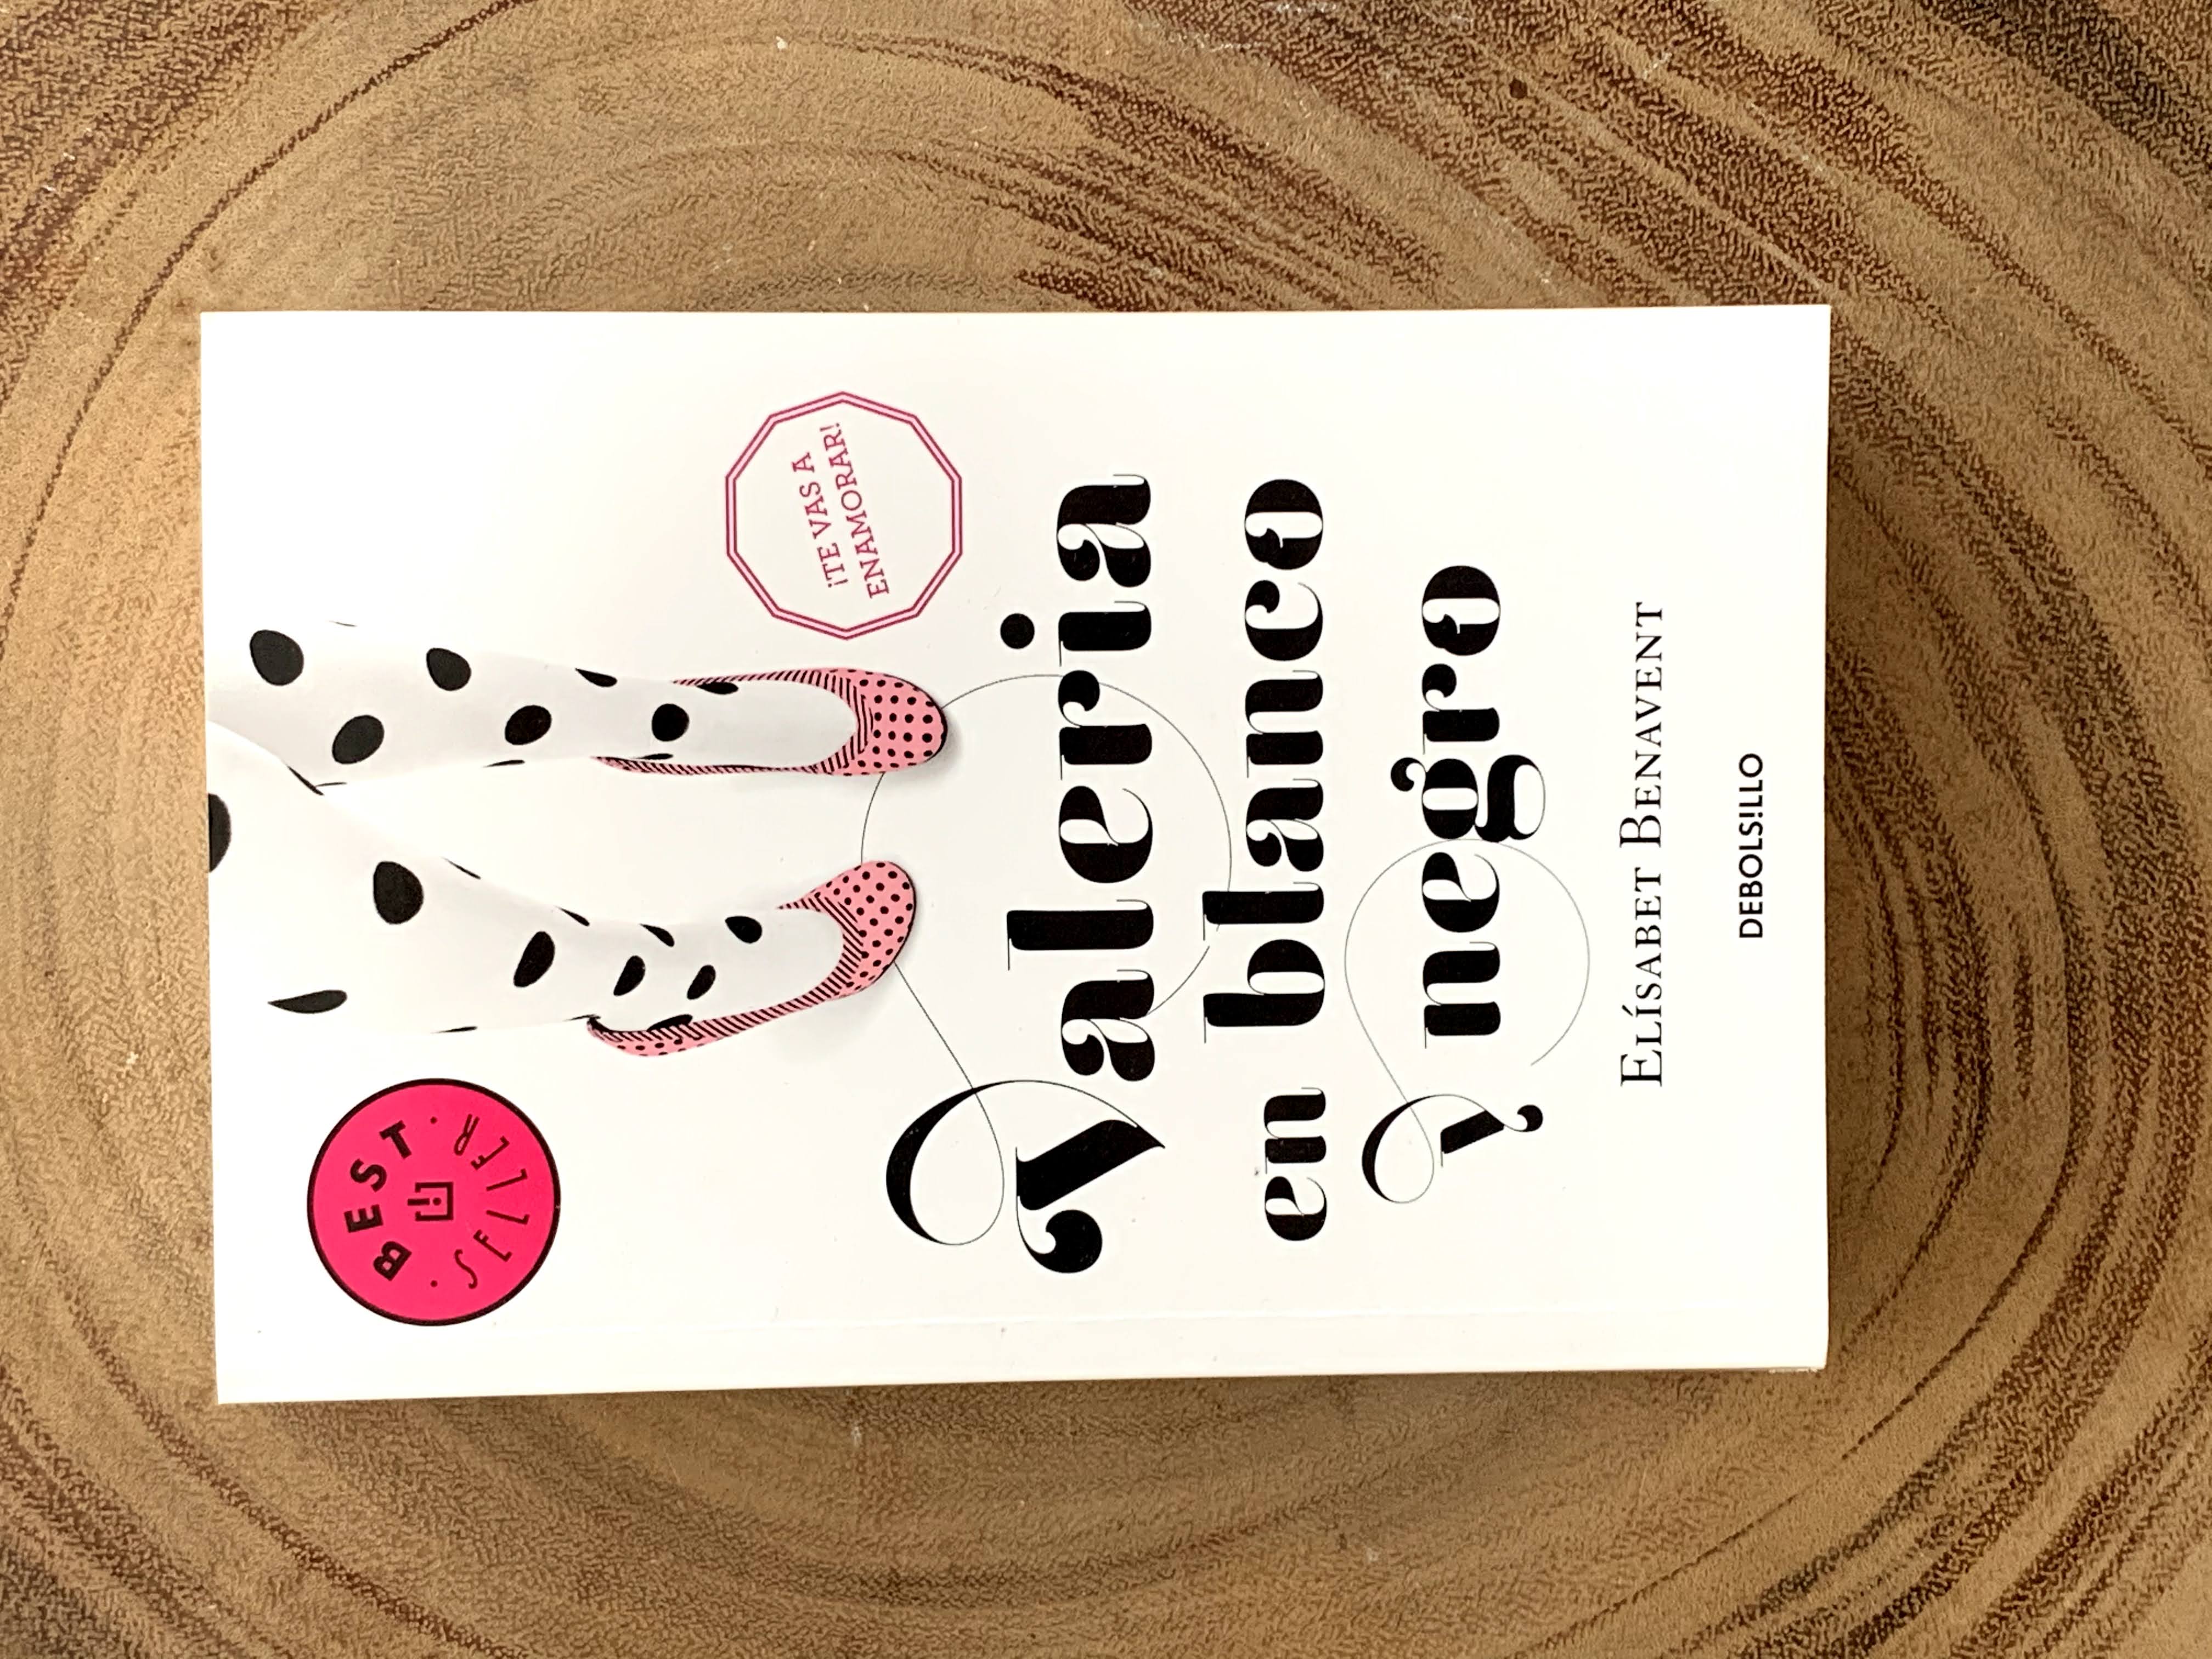 BEST
SELLER
¡TE VAS A
ENAMORAR!
Valeria
en blanco
y negro
ELÍSABET BENAVENT
DEBOLS!LLO